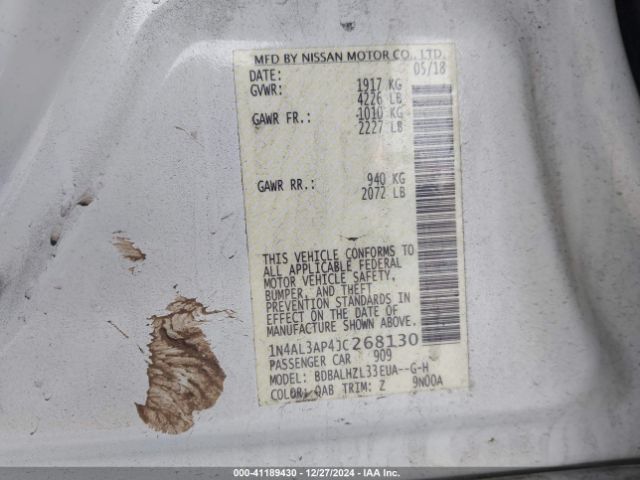 MFD BY NISSAN MOTOR CO., LTD.
DATE: 05/18
GVWR: 1917 KG
4226 LB
GAWR FR.: 1010 KG
2227 LB
GAWR RR.: 940 KG
2072 LB
THIS VEHICLE CONFORMS TO
ALL APPLICABLE FEDERAL
MOTOR VEHICLE SAFETY,
BUMPER, AND THEFT
PREVENTION STANDARDS IN
EFFECT ON THE DATE OF
MANUFACTURE SHOWN ABOVE.
1N4AL3AP4JC268130
PASSENGER CAR 909
MODEL: BDBALHZL33EUA--G-H
COLOR: QAB TRIM: Z 9N00A
000-41189430 - 12/27/2024 - IAA Inc.